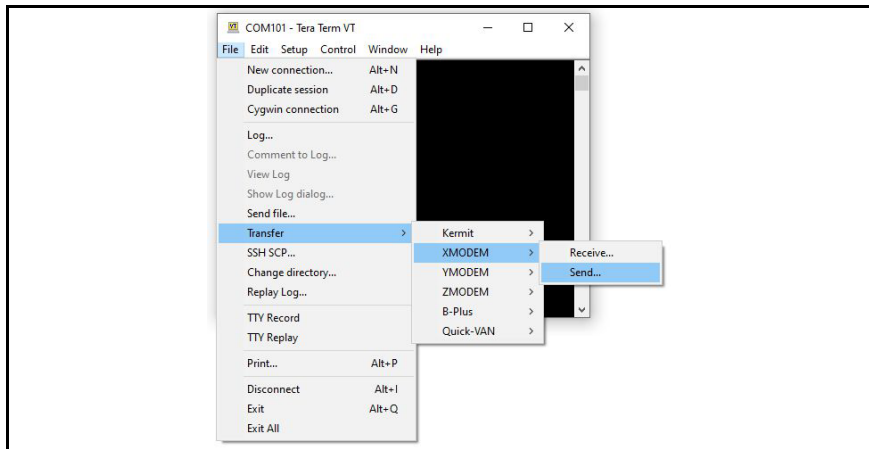 COM101 - Tera Term VT
File Edit Setup Control Window Help
New connection... Alt+N
Duplicate session Alt+D
Cygwin connection Alt+G
Log...
Comment to Log...
View Log
Show Log dialog...
Send file...
Transfer
SSH SCP...
Change directory...
Replay Log...
TTY Record
TTY Replay
Print... Alt+P
Disconnect Alt+I
Exit Alt+Q
Exit All
Kermit
XMODEM
YMODEM
ZMODEM
B-Plus
Quick-VAN
Receive...
Send...